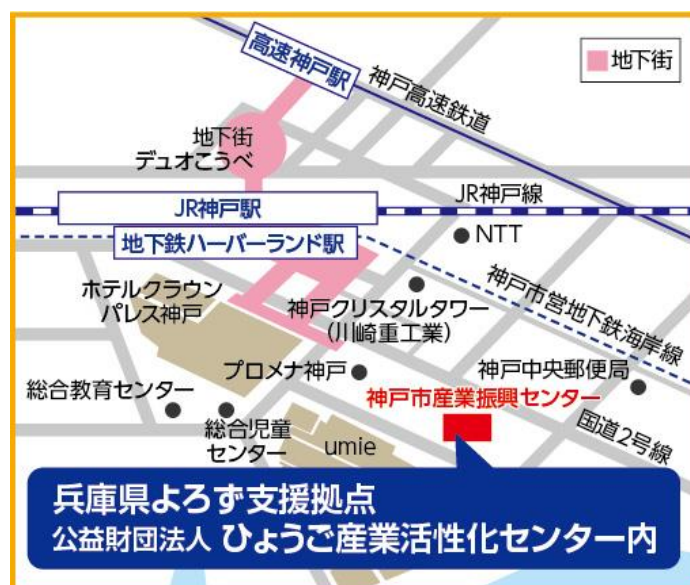 高速神戸駅
地下街
神戸高速鉄道
地下街
デュオこうべ
JR神戸線
JR神戸駅
NTT
地下鉄ハーバーランド駅
ホテルクラウン
パレス神戸
神戸クリスタルタワー
(川崎重工業)
神戸市営地下鉄海岸線
プロメナ神戸
神戸中央郵便局
総合教育センター
神戸市産業振興センター
総合児童
センター
umie
国道2号線
兵庫県よろず支援拠点
公益財団法人 ひょうご産業活性化センター内